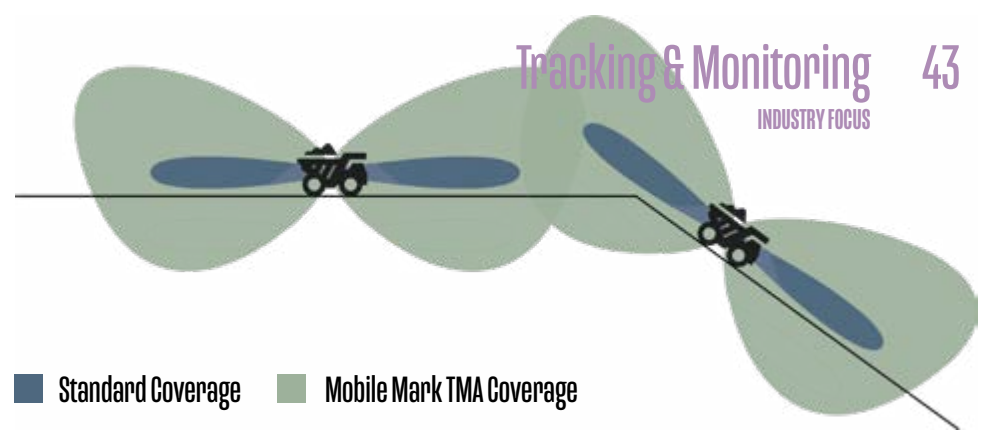 Tracking & Monitoring 43
INDUSTRY FOCUS
Standard Coverage Mobile Mark TMA Coverage